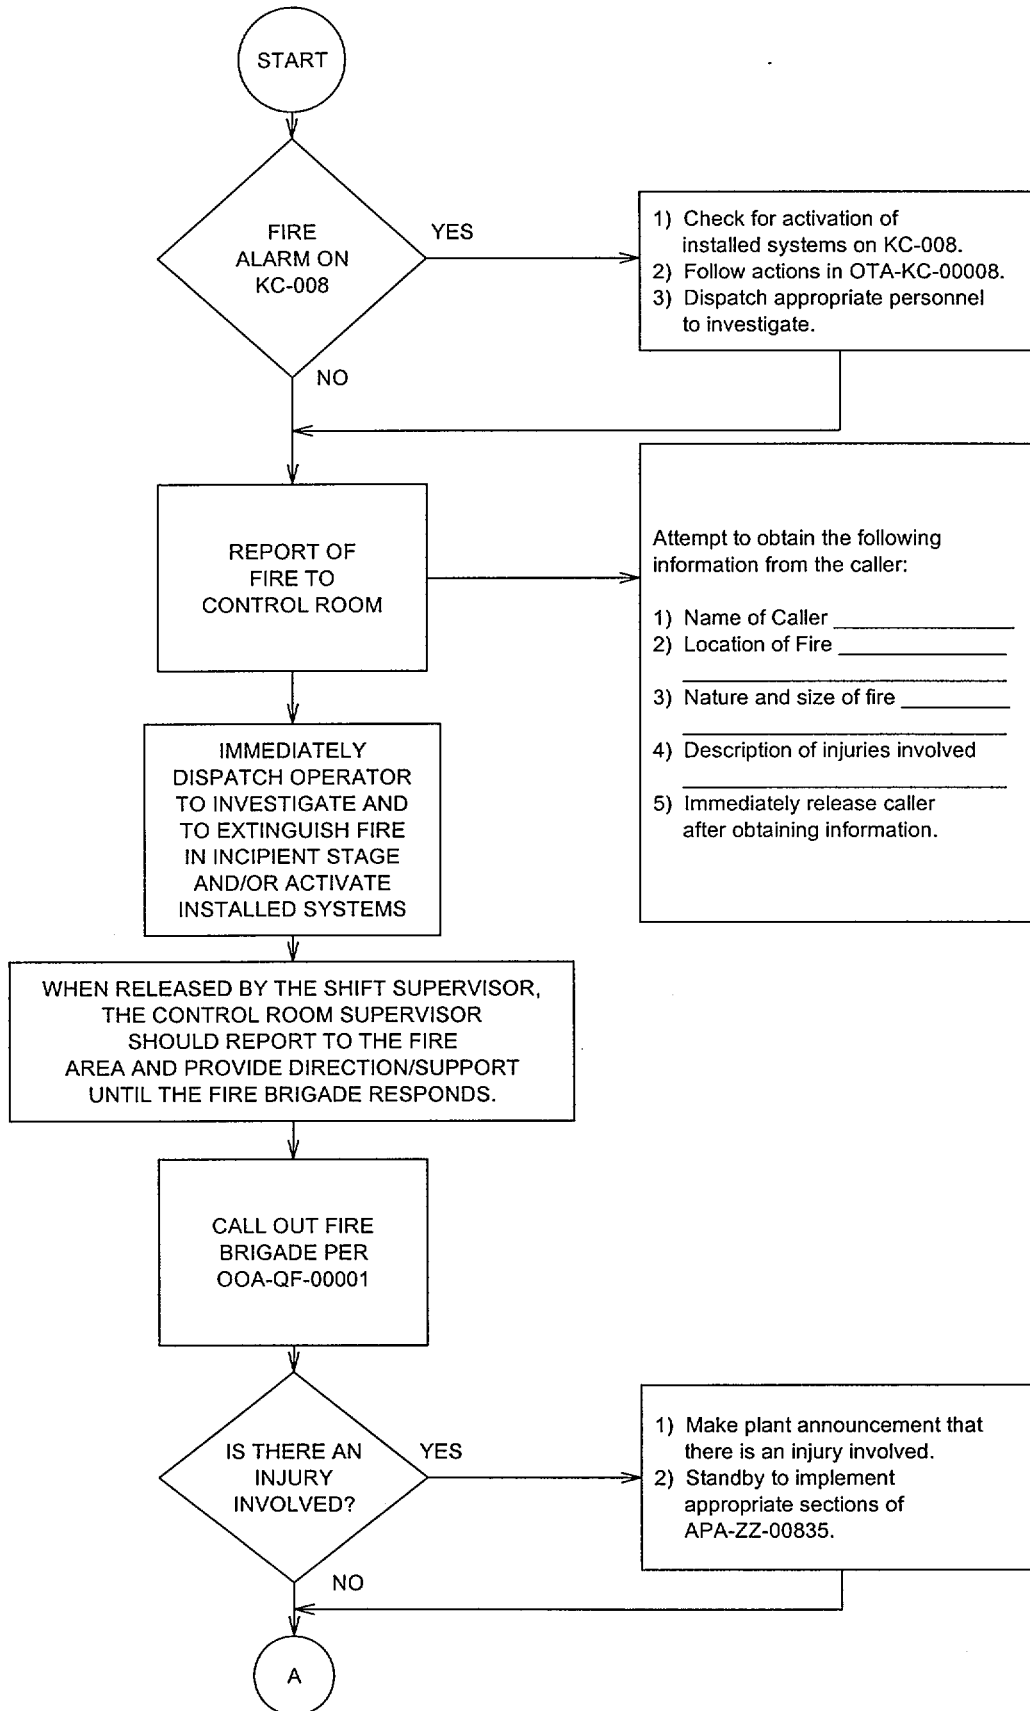 START
FIRE
ALARM ON
KC-008
YES
1) Check for activation of
installed systems on KC-008.
2) Follow actions in OTA-KC-00008.
3) Dispatch appropriate personnel
to investigate.
NO
REPORT OF
FIRE TO
CONTROL ROOM
Attempt to obtain the following
information from the caller:
1) Name of Caller
2) Location of Fire
3) Nature and size of fire
4) Description of injuries involved
5) Immediately release caller
after obtaining information.
IMMEDIATELY
DISPATCH OPERATOR
TO INVESTIGATE AND
TO EXTINGUISH FIRE
IN INCIPIENT STAGE
AND/OR ACTIVATE
INSTALLED SYSTEMS
WHEN RELEASED BY THE SHIFT SUPERVISOR,
THE CONTROL ROOM SUPERVISOR
SHOULD REPORT TO THE FIRE
AREA AND PROVIDE DIRECTION/SUPPORT
UNTIL THE FIRE BRIGADE RESPONDS.
CALL OUT FIRE
BRIGADE PER
OOA-QF-00001
IS THERE AN
INJURY
INVOLVED?
YES
1) Make plant announcement that
there is an injury involved.
2) Standby to implement
appropriate sections of
APA-ZZ-00835.
NO
A